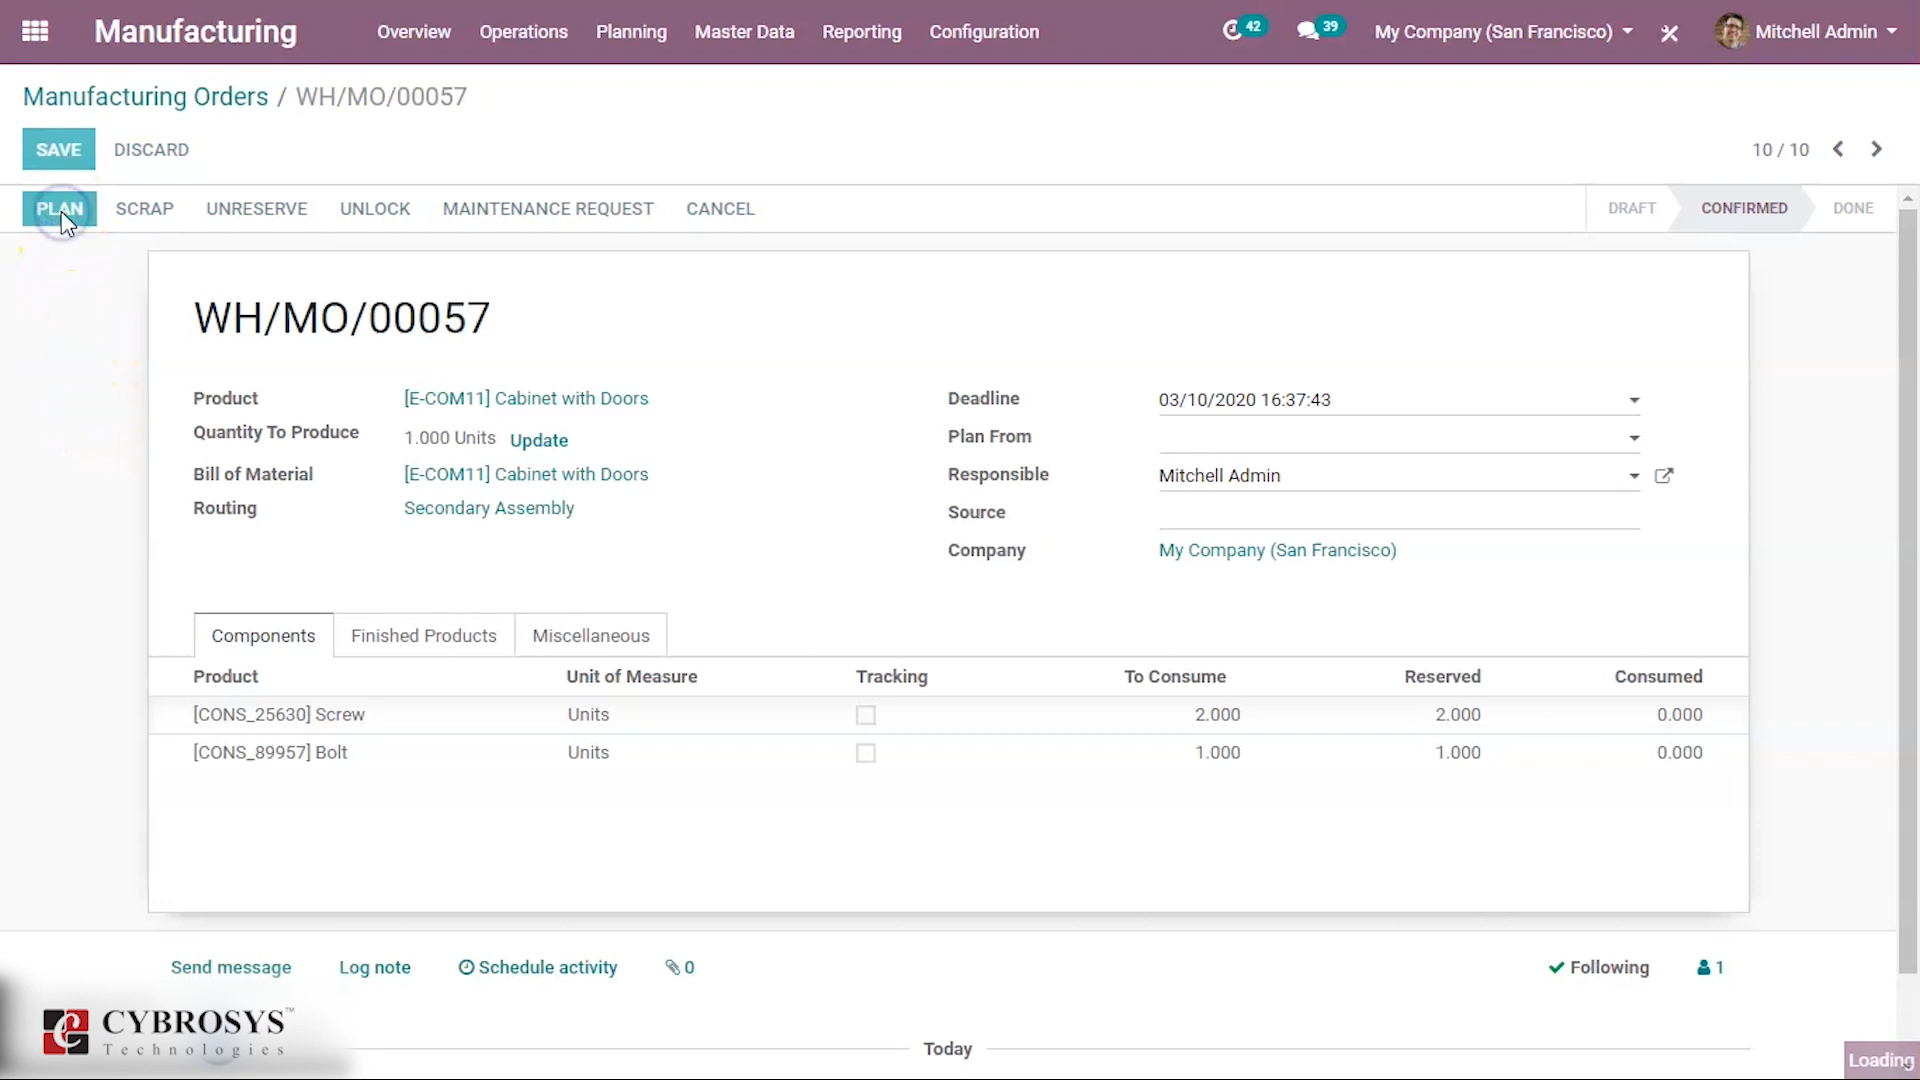 Manufacturing Overview Operations Planning Master Data Reporting Configuration 42 39 My Company (San Francisco) Mitchell Admin
Manufacturing Orders / WH/MO/00057
SAVE DISCARD 10 / 10
PLAN SCRAP UNRESERVE UNLOCK MAINTENANCE REQUEST CANCEL DRAFT CONFIRMED DONE
WH/MO/00057
Product [E-COM11] Cabinet with Doors Deadline 03/10/2020 16:37:43
Quantity To Produce 1.000 Units Update Plan From
Bill of Material [E-COM11] Cabinet with Doors Responsible Mitchell Admin
Routing Secondary Assembly Source
Company My Company (San Francisco)
Components Finished Products Miscellaneous
Product Unit of Measure Tracking To Consume Reserved Consumed
[CONS_25630] Screw Units 2.000 2.000 0.000
[CONS_89957] Bolt Units 1.000 1.000 0.000
Send message Log note Schedule activity 0 Following 1
CYBROSYS™
Technologies
Today
Loading